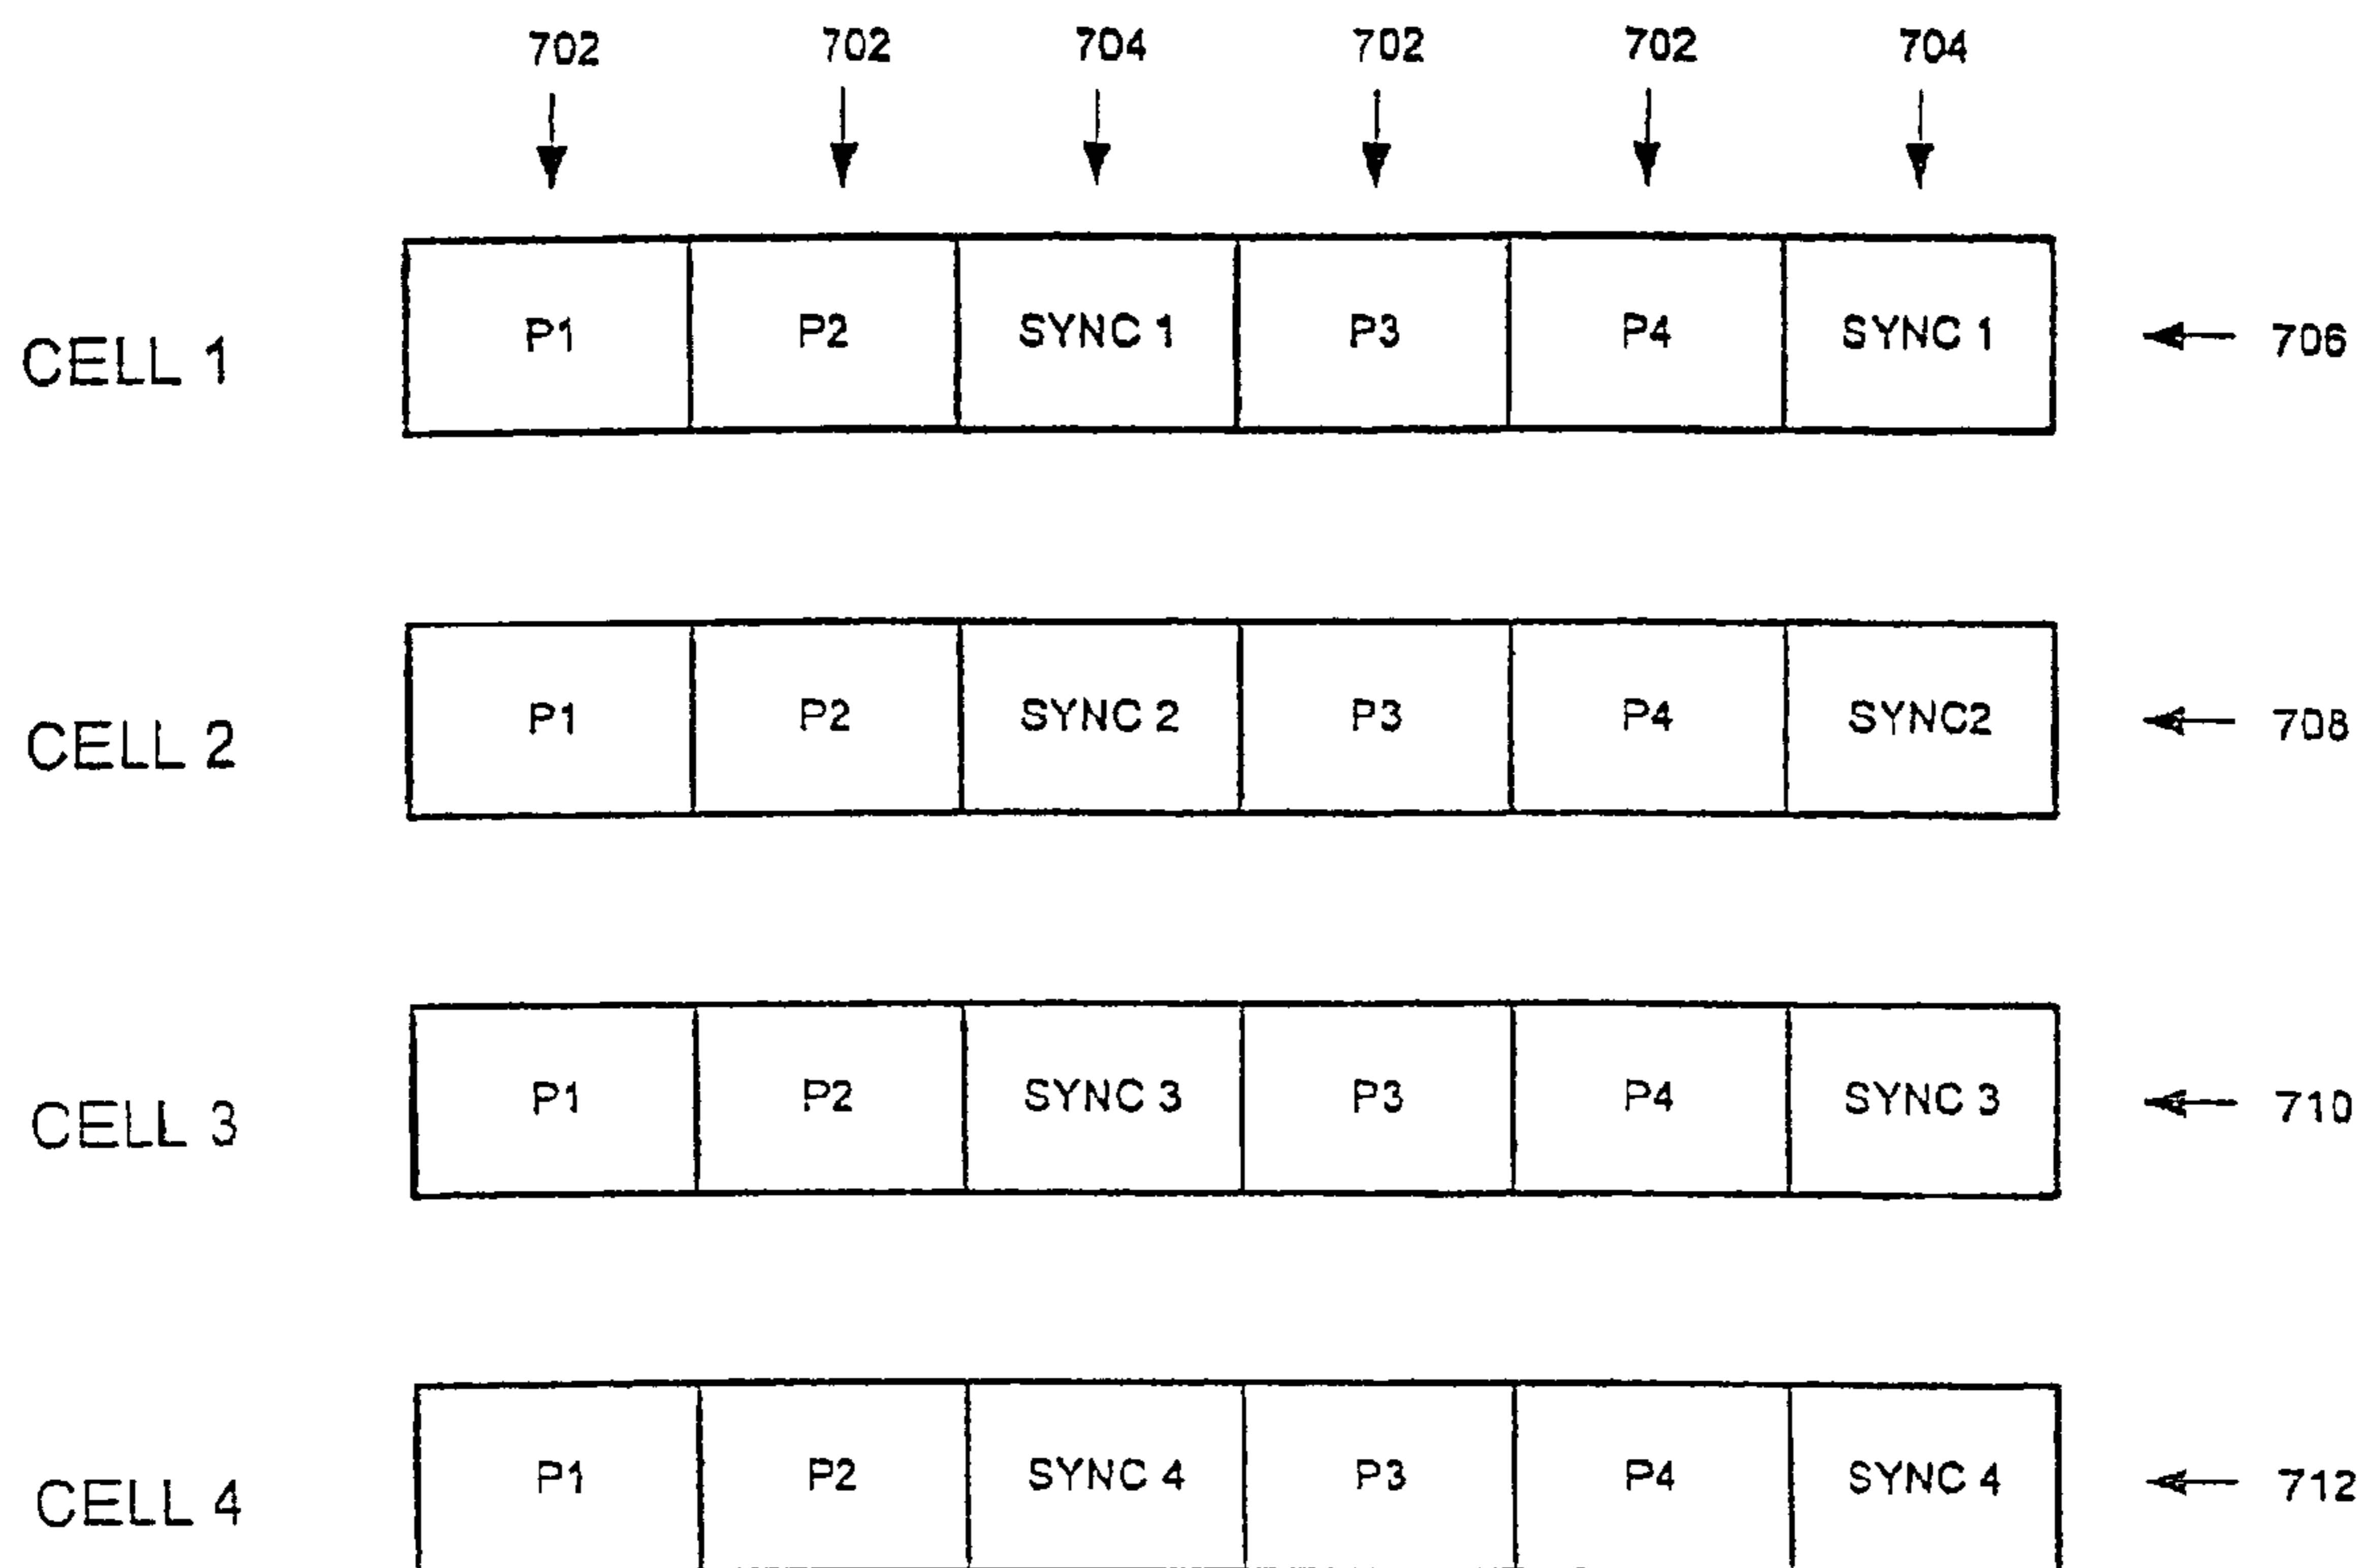 702 702 704 702 702 704
CELL 1 P1 P2 SYNC 1 P3 P4 SYNC 1 706
CELL 2 P1 P2 SYNC 2 P3 P4 SYNC2 708
CELL 3 P1 P2 SYNC 3 P3 P4 SYNC 3 710
CELL 4 P1 P2 SYNC 4 P3 P4 SYNC 4 712